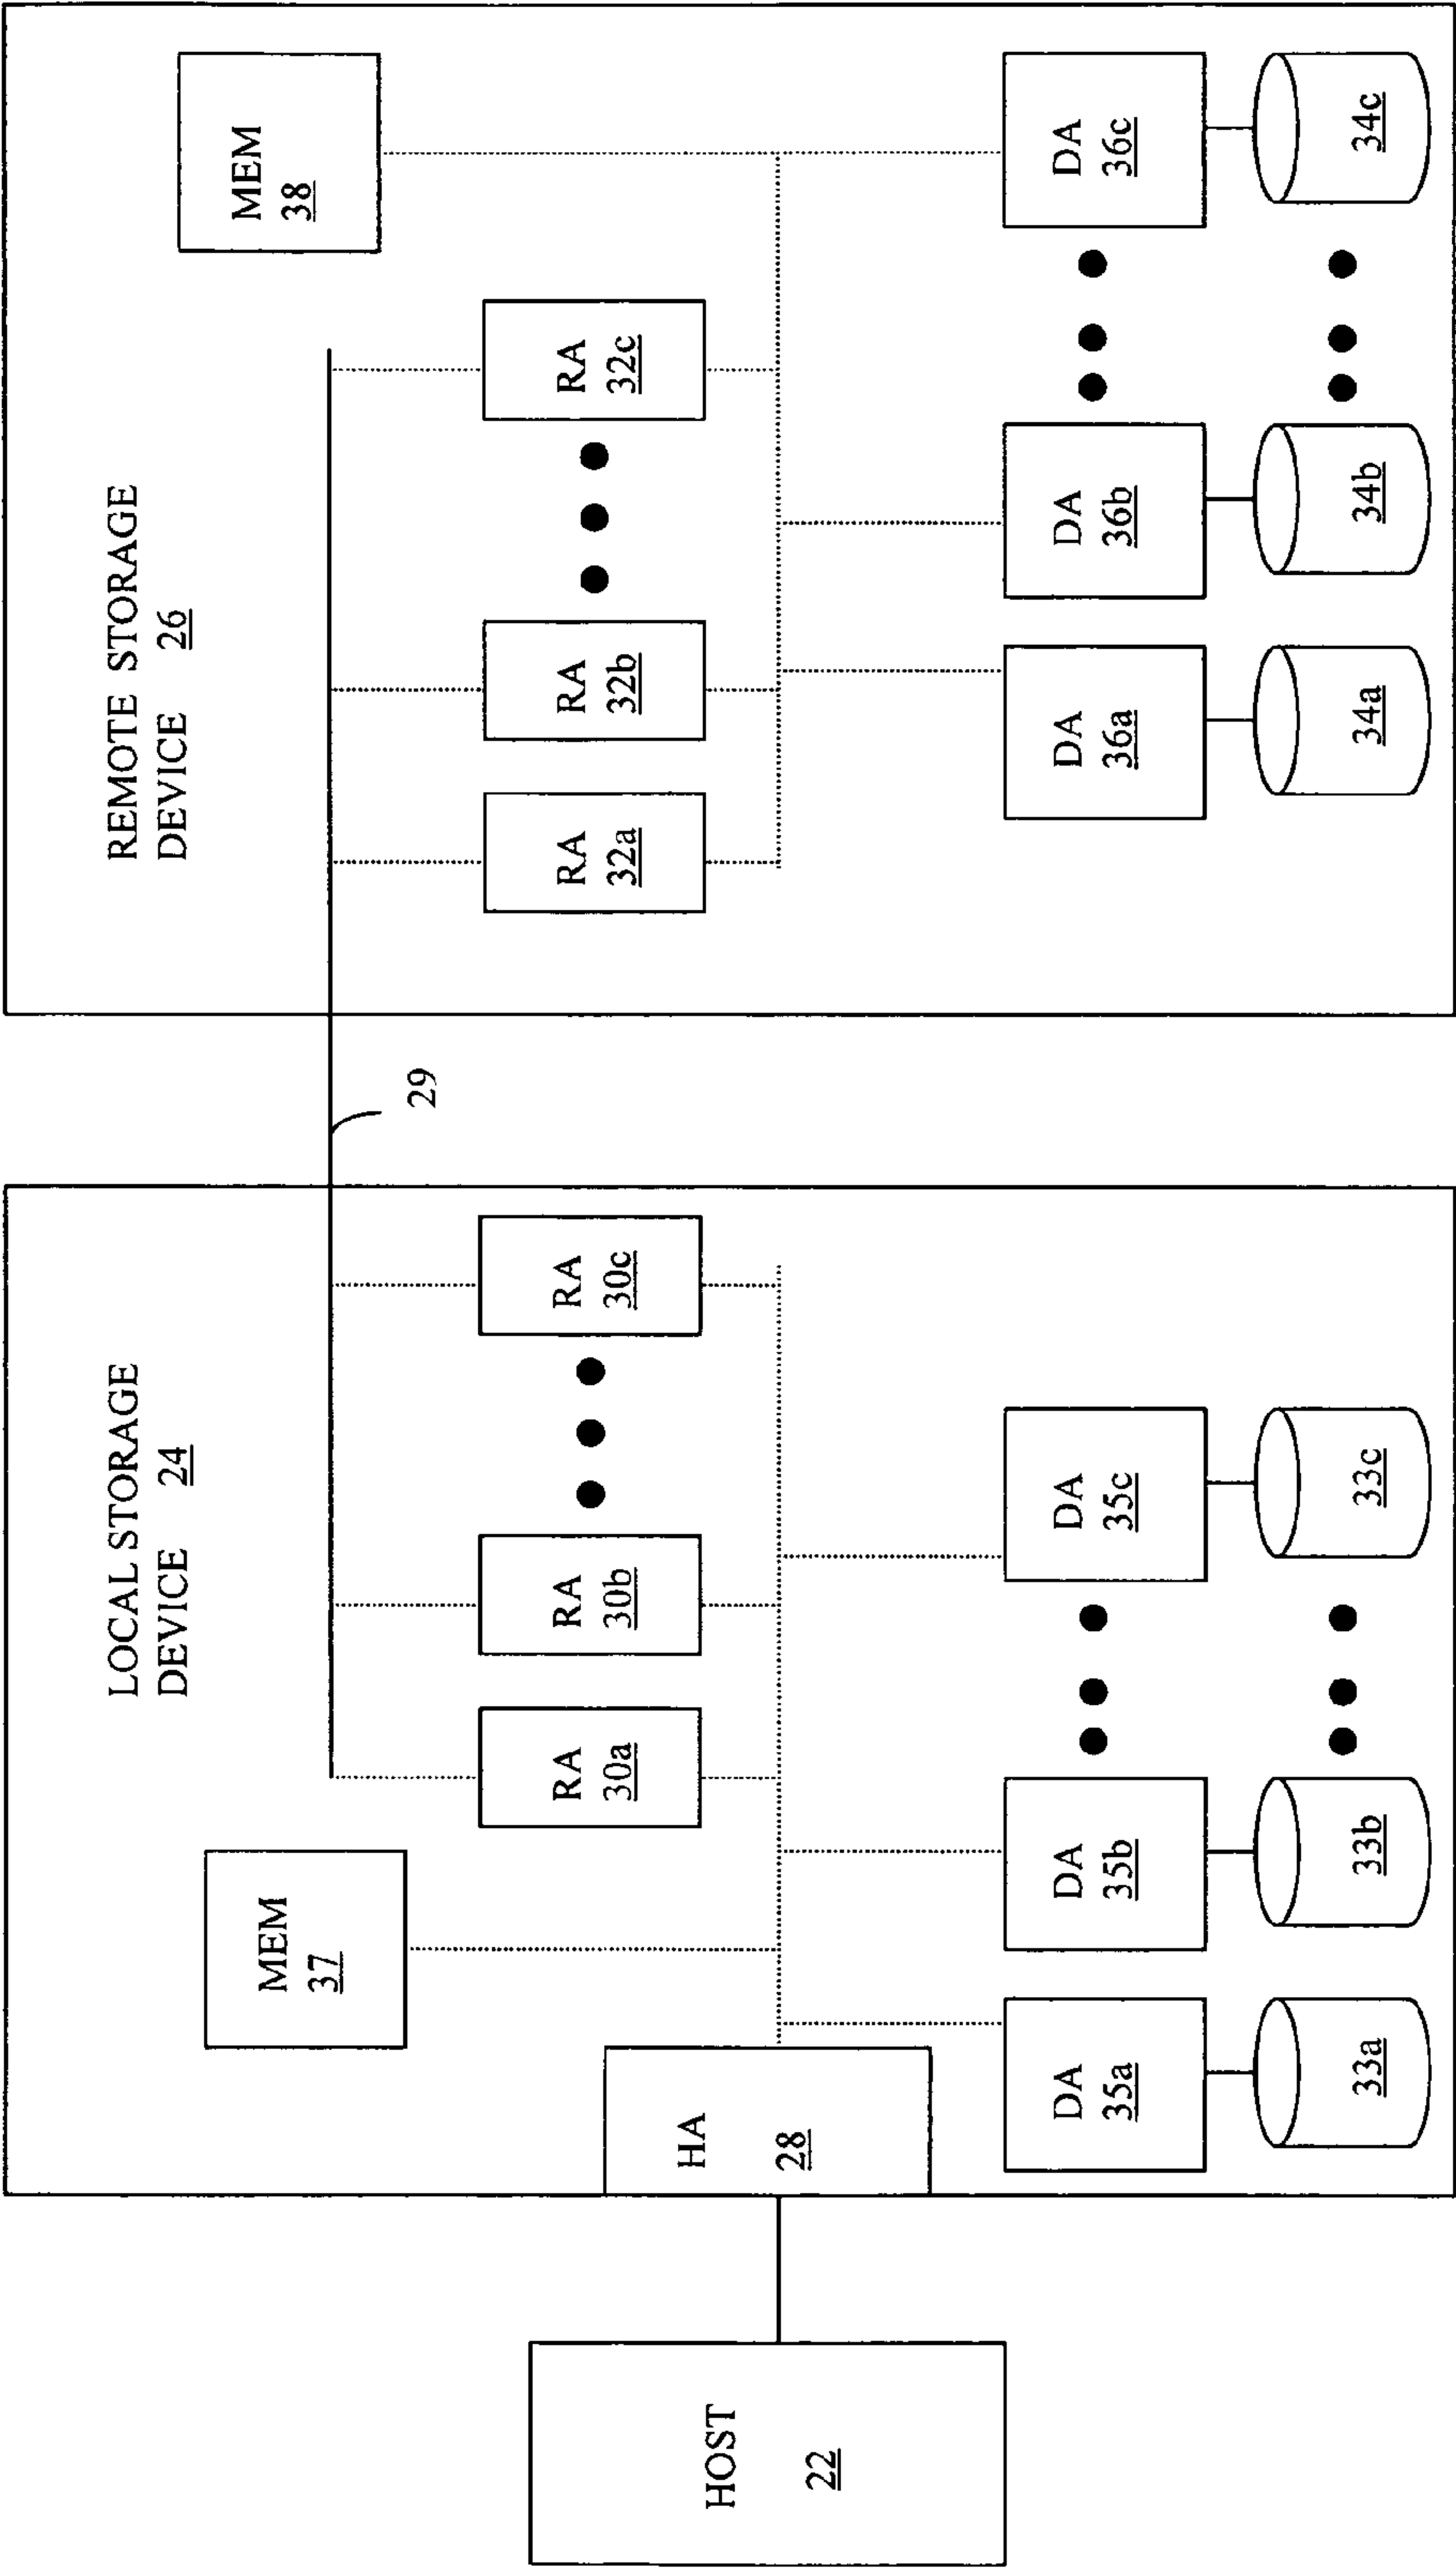 HOST
22
LOCAL STORAGE
DEVICE 24
MEM
37
HA
28
RA
30a
RA
30b
RA
30c
DA
35a
DA
35b
DA
35c
33a
33b
33c
29
REMOTE STORAGE
DEVICE 26
MEM
38
RA
32a
RA
32b
RA
32c
DA
36a
DA
36b
DA
36c
34a
34b
34c